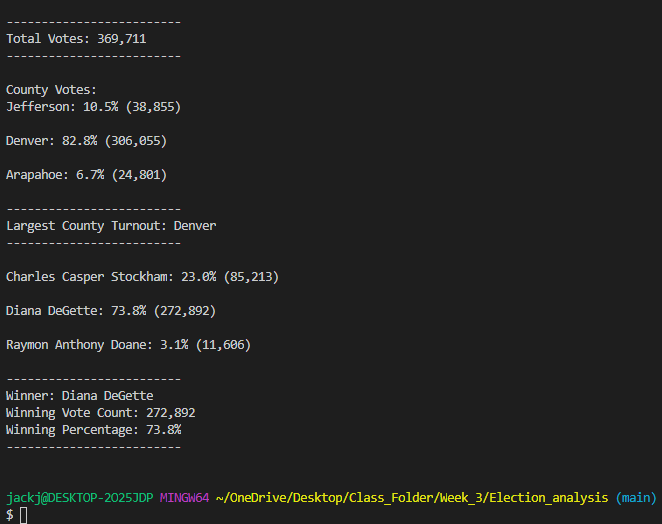 -------------------------
Total Votes: 369,711
-------------------------
County Votes:
Jefferson: 10.5% (38,855)
Denver: 82.8% (306,055)
Arapahoe: 6.7% (24,801)
-------------------------
Largest County Turnout: Denver
-------------------------
Charles Casper Stockham: 23.0% (85,213)
Diana DeGette: 73.8% (272,892)
Raymon Anthony Doane: 3.1% (11,606)
-------------------------
Winner: Diana DeGette
Winning Vote Count: 272,892
Winning Percentage: 73.8%
-------------------------
jackj@DESKTOP-2025JDP MINGW64 ~/OneDrive/Desktop/Class_Folder/Week_3/Election_analysis (main)
$